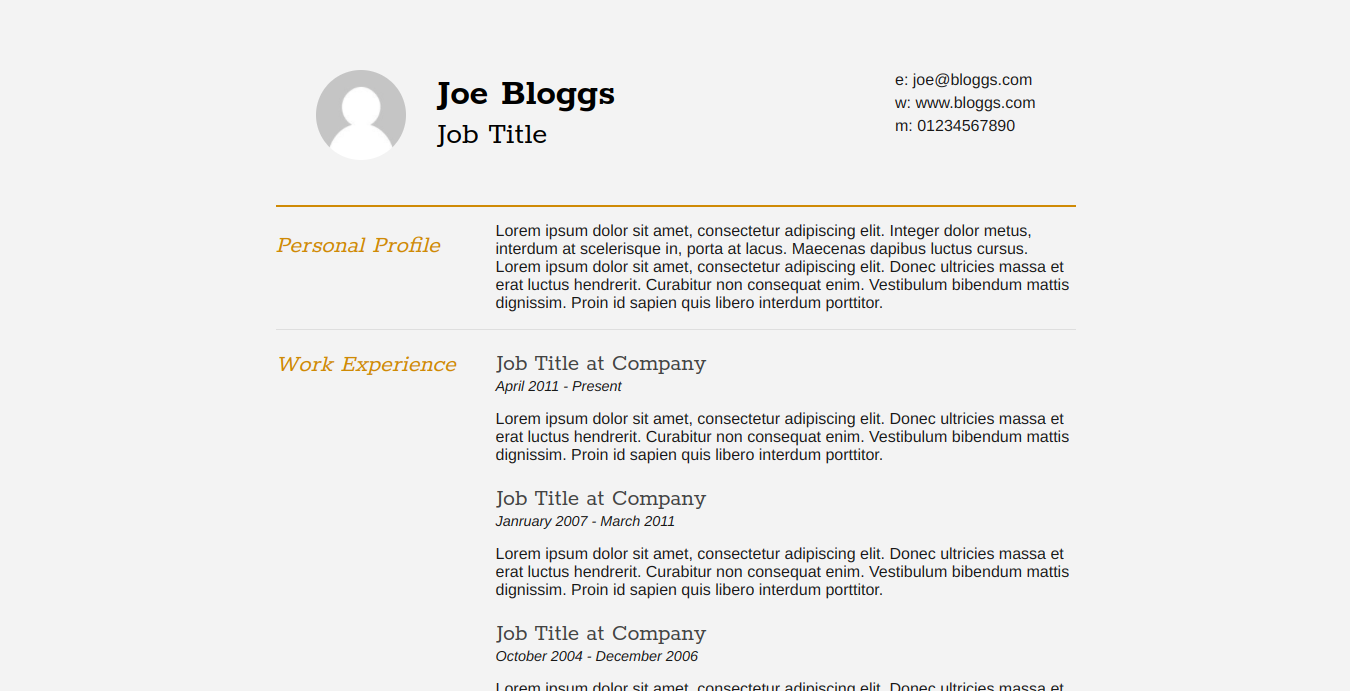 Joe Bloggs
Job Title
e: joe@bloggs.com
w: www.bloggs.com
m: 01234567890
Personal Profile
Lorem ipsum dolor sit amet, consectetur adipiscing elit. Integer dolor metus,
interdum at scelerisque in, porta at lacus. Maecenas dapibus luctus cursus.
Lorem ipsum dolor sit amet, consectetur adipiscing elit. Donec ultricies massa et
erat luctus hendrerit. Curabitur non consequat enim. Vestibulum bibendum mattis
dignissim. Proin id sapien quis libero interdum porttitor.
Work Experience
Job Title at Company
April 2011 - Present
Lorem ipsum dolor sit amet, consectetur adipiscing elit. Donec ultricies massa et
erat luctus hendrerit. Curabitur non consequat enim. Vestibulum bibendum mattis
dignissim. Proin id sapien quis libero interdum porttitor.
Job Title at Company
Janruary 2007 - March 2011
Lorem ipsum dolor sit amet, consectetur adipiscing elit. Donec ultricies massa et
erat luctus hendrerit. Curabitur non consequat enim. Vestibulum bibendum mattis
dignissim. Proin id sapien quis libero interdum porttitor.
Job Title at Company
October 2004 - December 2006
Lorem ipsum dolor sit amet, consectetur adipiscing elit. Donec ultricies massa et